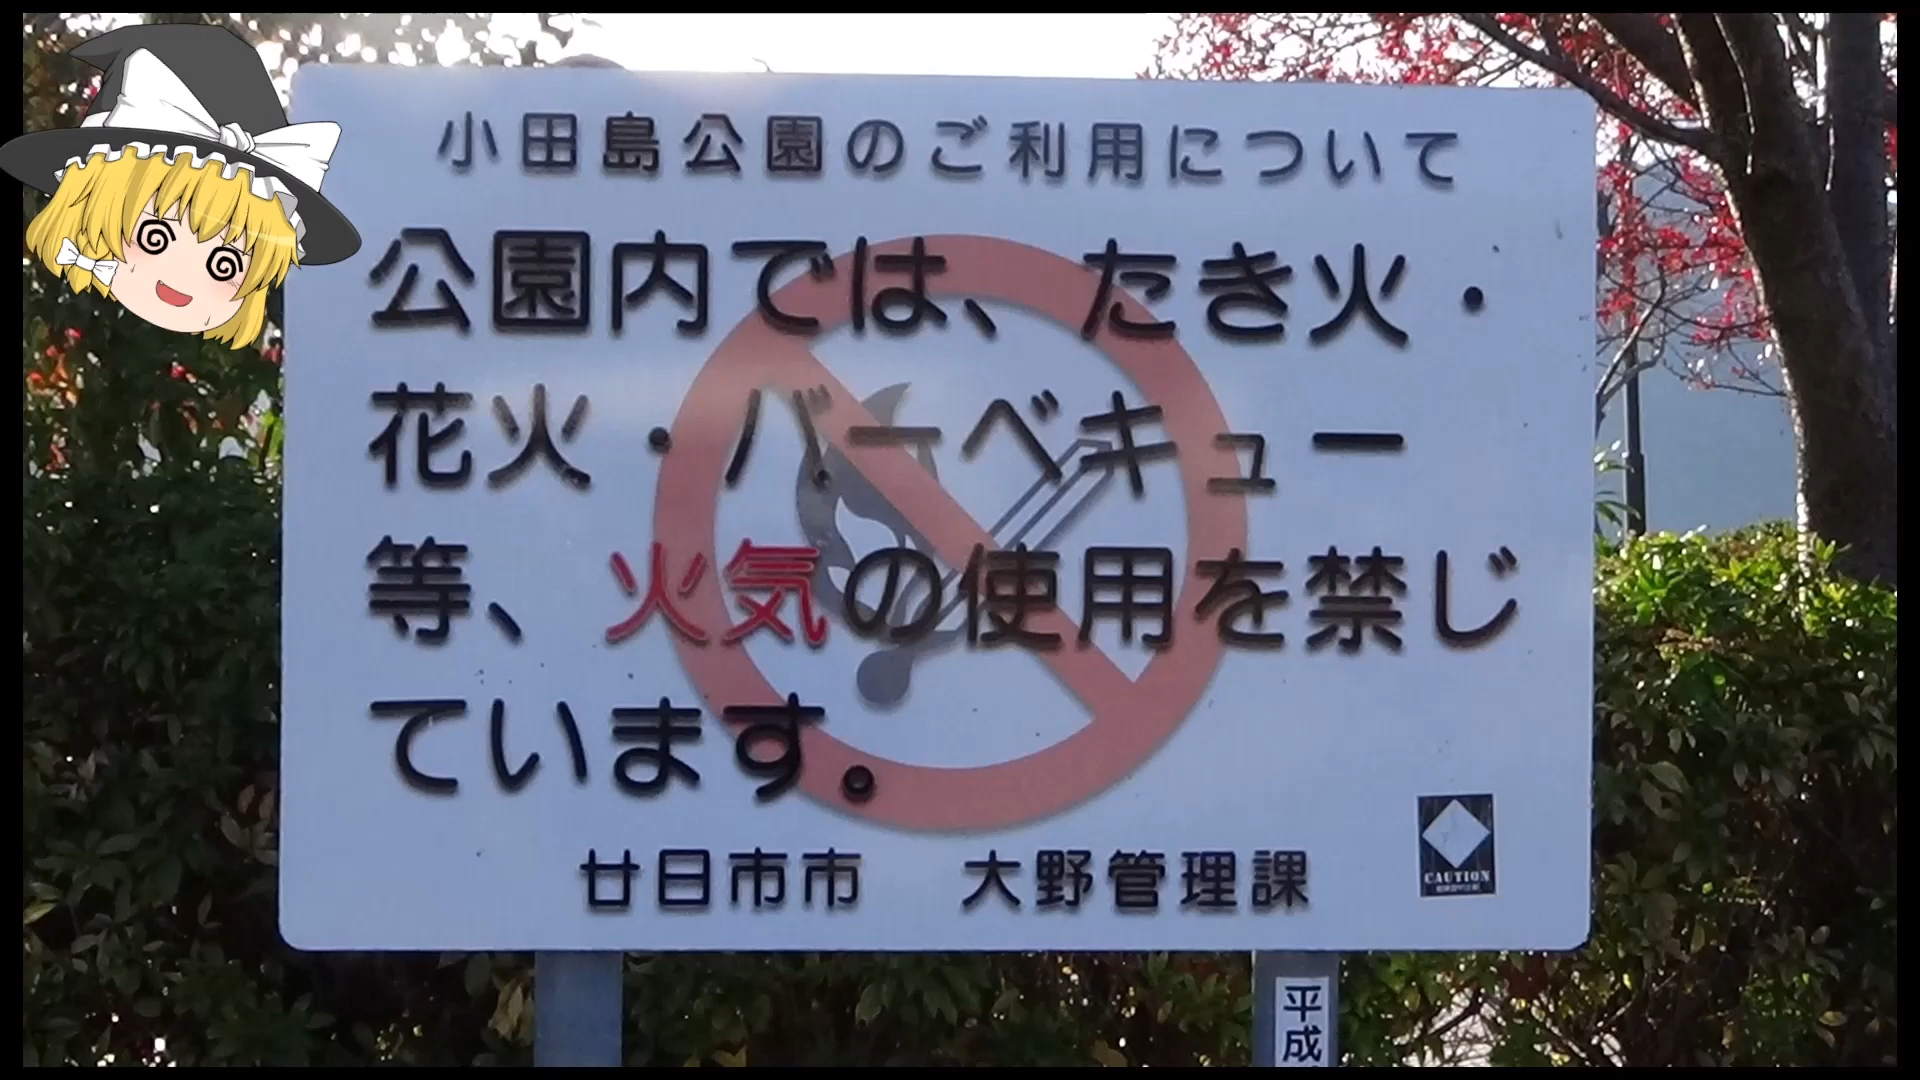 小田島公園のご利用について
公園内では、たき火・
花火・バーベキュー
等、火気の使用を禁じ
ています。
廿日市市　大野管理課
CAUTION
平成